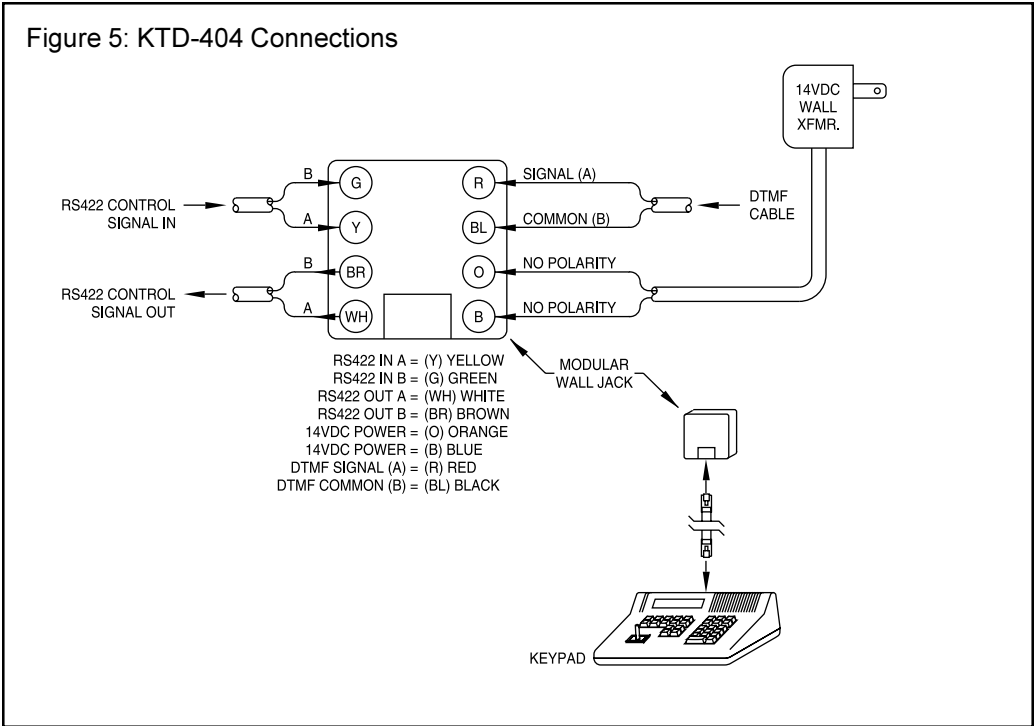 Figure 5: KTD-404 Connections
14VDC
WALL
XFMR.
RS422 CONTROL
SIGNAL IN
B
A
G
Y
R
BL
SIGNAL (A)
COMMON (B)
DTMF
CABLE
RS422 CONTROL
SIGNAL OUT
B
A
BR
WH
O
B
NO POLARITY
NO POLARITY
RS422 IN A = (Y) YELLOW
RS422 IN B = (G) GREEN
RS422 OUT A = (WH) WHITE
RS422 OUT B = (BR) BROWN
14VDC POWER = (O) ORANGE
14VDC POWER = (B) BLUE
DTMF SIGNAL (A) = (R) RED
DTMF COMMON (B) = (BL) BLACK
MODULAR
WALL JACK
KEYPAD